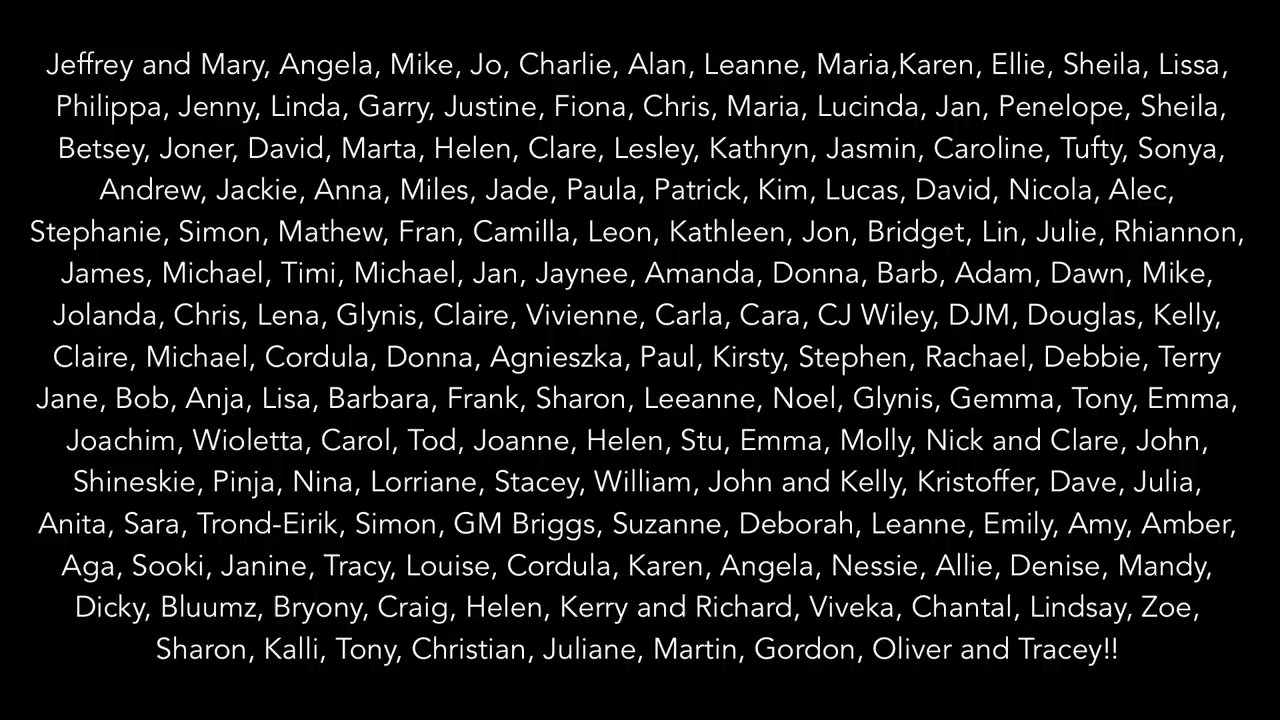 Jeffrey and Mary, Angela, Mike, Jo, Charlie, Alan, Leanne, Maria,Karen, Ellie, Sheila, Lissa,
Philippa, Jenny, Linda, Garry, Justine, Fiona, Chris, Maria, Lucinda, Jan, Penelope, Sheila,
Betsey, Joner, David, Marta, Helen, Clare, Lesley, Kathryn, Jasmin, Caroline, Tufty, Sonya,
Andrew, Jackie, Anna, Miles, Jade, Paula, Patrick, Kim, Lucas, David, Nicola, Alec,
Stephanie, Simon, Mathew, Fran, Camilla, Leon, Kathleen, Jon, Bridget, Lin, Julie, Rhiannon,
James, Michael, Timi, Michael, Jan, Jaynee, Amanda, Donna, Barb, Adam, Dawn, Mike,
Jolanda, Chris, Lena, Glynis, Claire, Vivienne, Carla, Cara, CJ Wiley, DJM, Douglas, Kelly,
Claire, Michael, Cordula, Donna, Agnieszka, Paul, Kirsty, Stephen, Rachael, Debbie, Terry
Jane, Bob, Anja, Lisa, Barbara, Frank, Sharon, Leeanne, Noel, Glynis, Gemma, Tony, Emma,
Joachim, Wioletta, Carol, Tod, Joanne, Helen, Stu, Emma, Molly, Nick and Clare, John,
Shineskie, Pinja, Nina, Lorriane, Stacey, William, John and Kelly, Kristoffer, Dave, Julia,
Anita, Sara, Trond-Eirik, Simon, GM Briggs, Suzanne, Deborah, Leanne, Emily, Amy, Amber,
Aga, Sooki, Janine, Tracy, Louise, Cordula, Karen, Angela, Nessie, Allie, Denise, Mandy,
Dicky, Bluumz, Bryony, Craig, Helen, Kerry and Richard, Viveka, Chantal, Lindsay, Zoe,
Sharon, Kalli, Tony, Christian, Juliane, Martin, Gordon, Oliver and Tracey!!